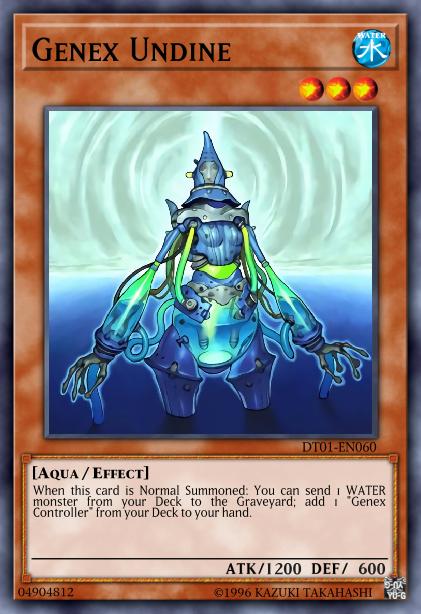 GENEX UNDINE
WATER
水
DT01-EN060
[AQUA / EFFECT]
When this card is Normal Summoned: You can send 1 WATER
monster from your Deck to the Graveyard; add 1 "Genex
Controller" from your Deck to your hand.
ATK/1200 DEF/ 600
04904812
©1996 KAZUKI TAKAHASHI